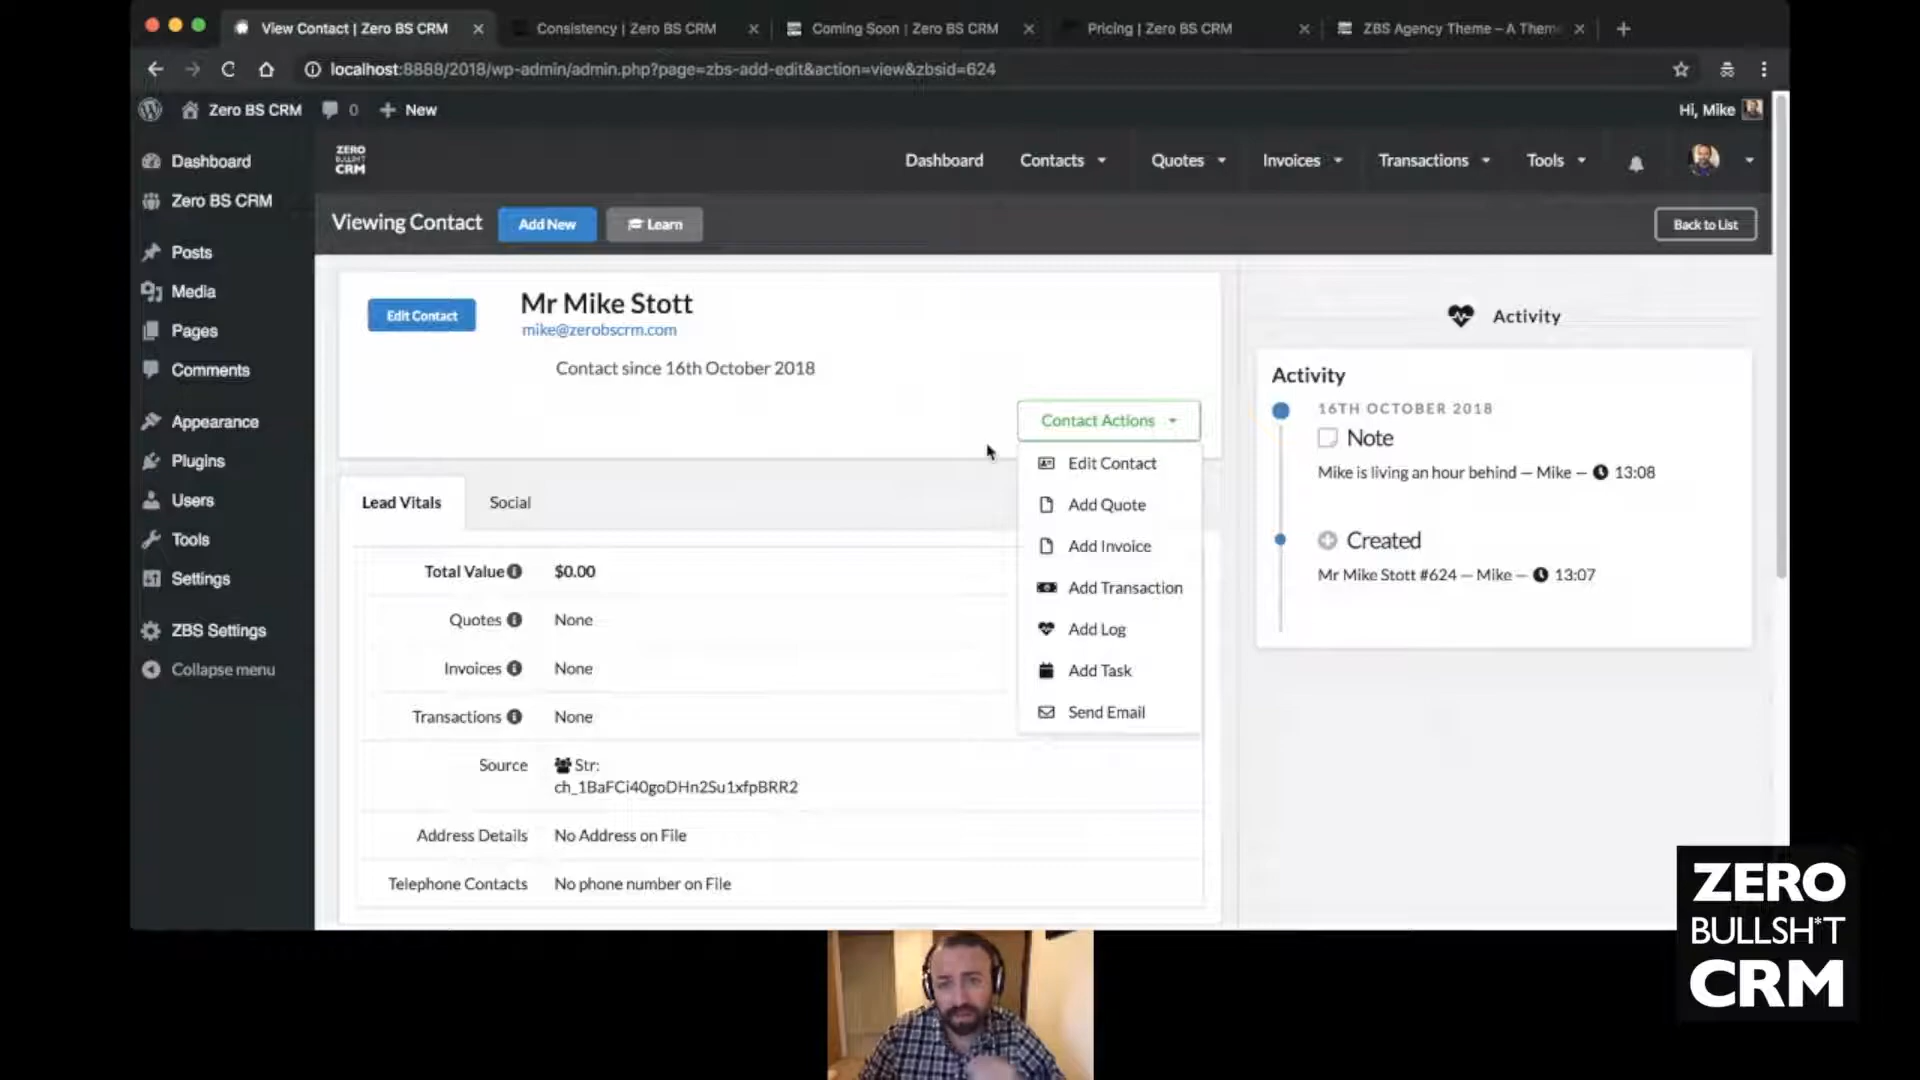 View Contact | Zero BS CRM
Consistency | Zero BS CRM
Coming Soon | Zero BS CRM
Pricing | Zero BS CRM
ZBS Agency Theme – A Them
localhost:8888/2018/wp-admin/admin.php?page=zbs-add-edit&action=view&zbsid=624
Zero BS CRM
0
New
Hi, Mike
Dashboard
Zero BS CRM
Posts
Media
Pages
Comments
Appearance
Plugins
Users
Tools
Settings
ZBS Settings
Collapse menu
ZERO
BULLSH*T
CRM
Dashboard
Contacts
Quotes
Invoices
Transactions
Tools
Viewing Contact
Add New
Learn
Back to List
Edit Contact
Mr Mike Stott
mike@zerobscrm.com
Contact since 16th October 2018
Contact Actions
Edit Contact
Add Quote
Add Invoice
Add Transaction
Add Log
Add Task
Send Email
Lead Vitals
Social
Total Value
$0.00
Quotes
None
Invoices
None
Transactions
None
Source
Str:
ch_1BaFCi40goDHn2Su1xfpBRR2
Address Details
No Address on File
Telephone Contacts
No phone number on File
Activity
Activity
16TH OCTOBER 2018
Note
Mike is living an hour behind — Mike — 13:08
Created
Mr Mike Stott #624 — Mike — 13:07
ZERO
BULLSH*T
CRM